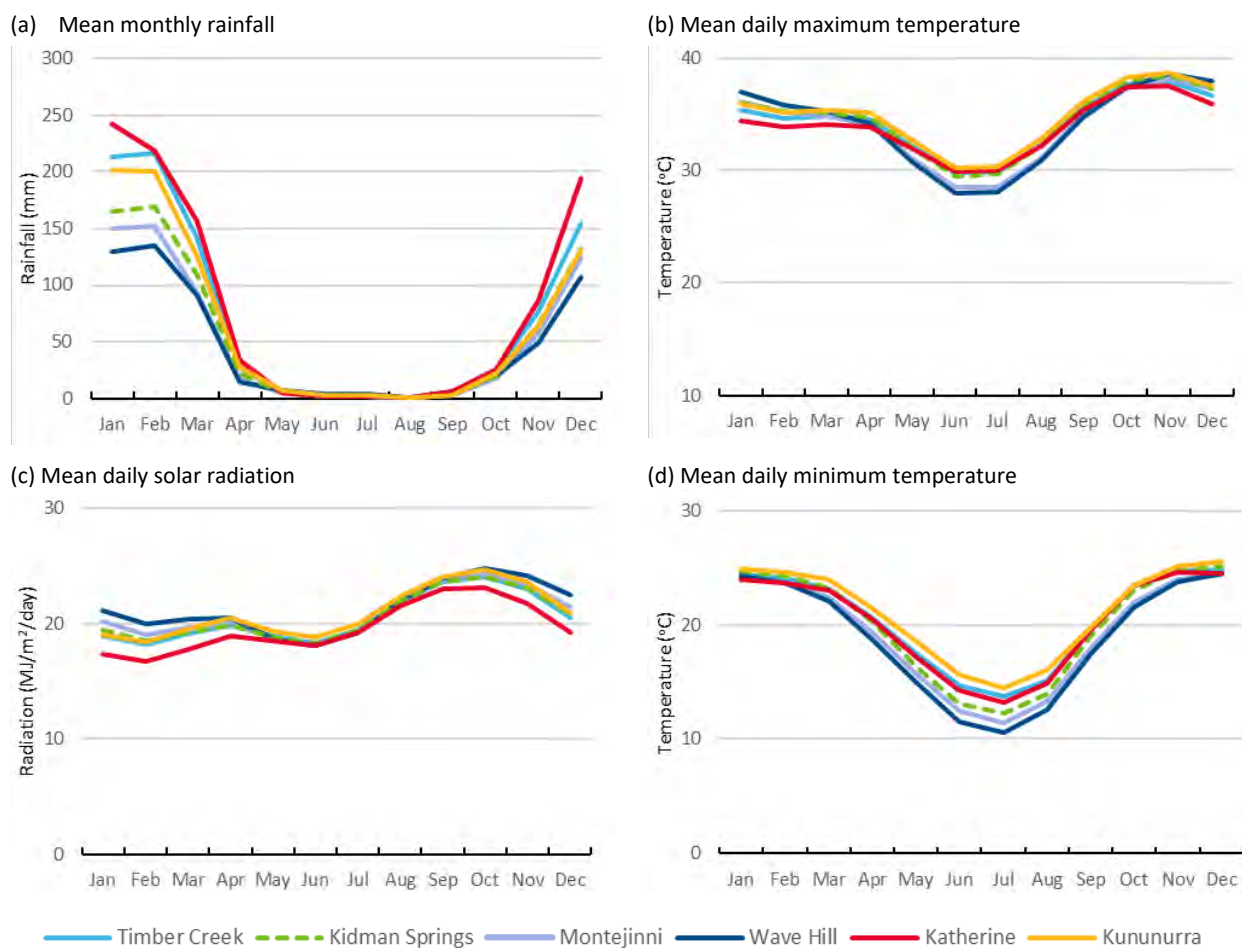 (a) Mean monthly rainfall
300
250
200
150
100
50
0
Rainfall (mm)
Jan Feb Mar Apr May Jun Jul Aug Sep Oct Nov Dec
(b) Mean daily maximum temperature
40
30
20
10
Temperature (°C)
Jan Feb Mar Apr May Jun Jul Aug Sep Oct Nov Dec
(c) Mean daily solar radiation
30
20
10
0
Radiation (MJ/m²/day)
Jan Feb Mar Apr May Jun Jul Aug Sep Oct Nov Dec
(d) Mean daily minimum temperature
30
20
10
0
Temperature (°C)
Jan Feb Mar Apr May Jun Jul Aug Sep Oct Nov Dec
Timber Creek Kidman Springs Montejinni Wave Hill Katherine Kununurra